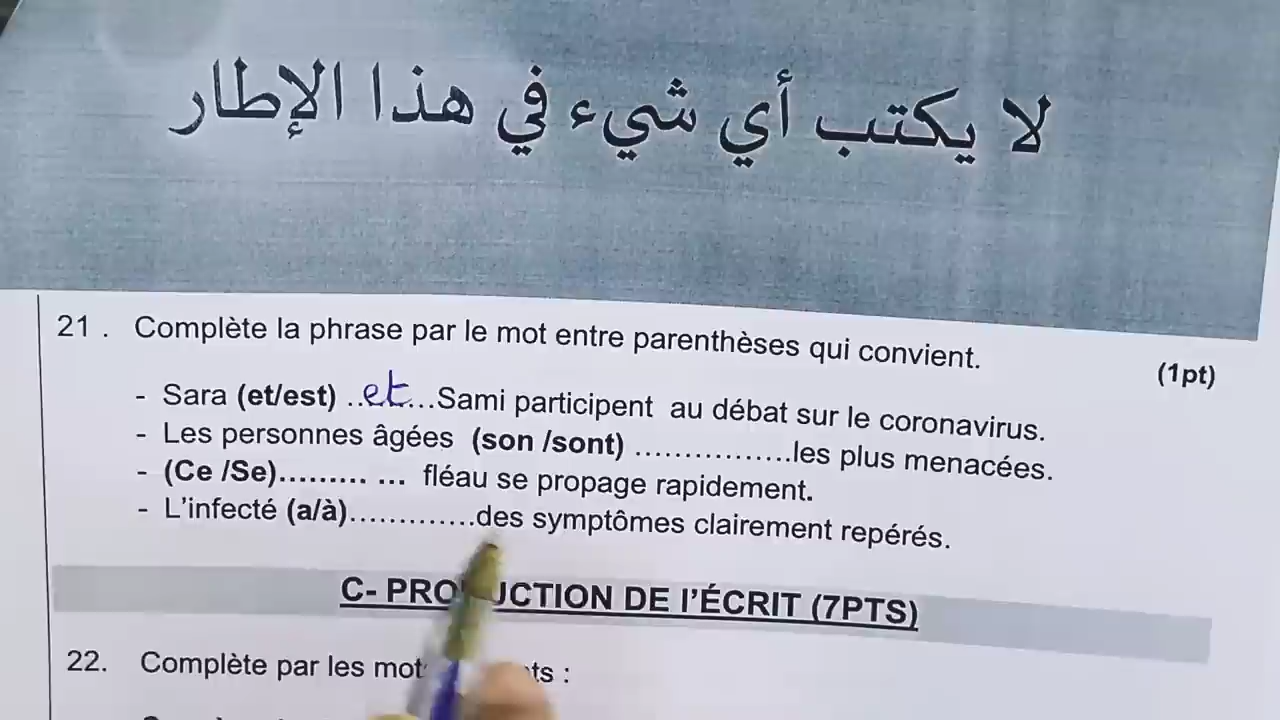 لا يكتب أي شيء في هذا الإطار
21 . Complète la phrase par le mot entre parenthèses qui convient. (1pt)
- Sara (et/est) ..et...Sami participent au débat sur le coronavirus.
- Les personnes âgées (son /sont) ................les plus menacées.
- (Ce /Se)......... ... fléau se propage rapidement.
- L'infecté (a/à).............des symptômes clairement repérés.
C- PRO UCTION DE l'ÉCRIT (7PTS)
22. Complète par les mot ts :